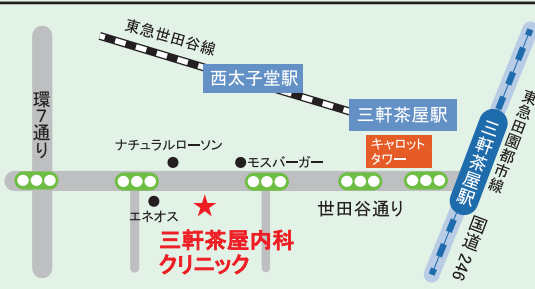 東急世田谷線
西太子堂駅
三軒茶屋駅
環7通り
ナチュラルローソン
モスバーガー
キャロット
タワー
三軒茶屋駅
東急田園都市線
エネオス
世田谷通り
三軒茶屋内科
クリニック
国道246